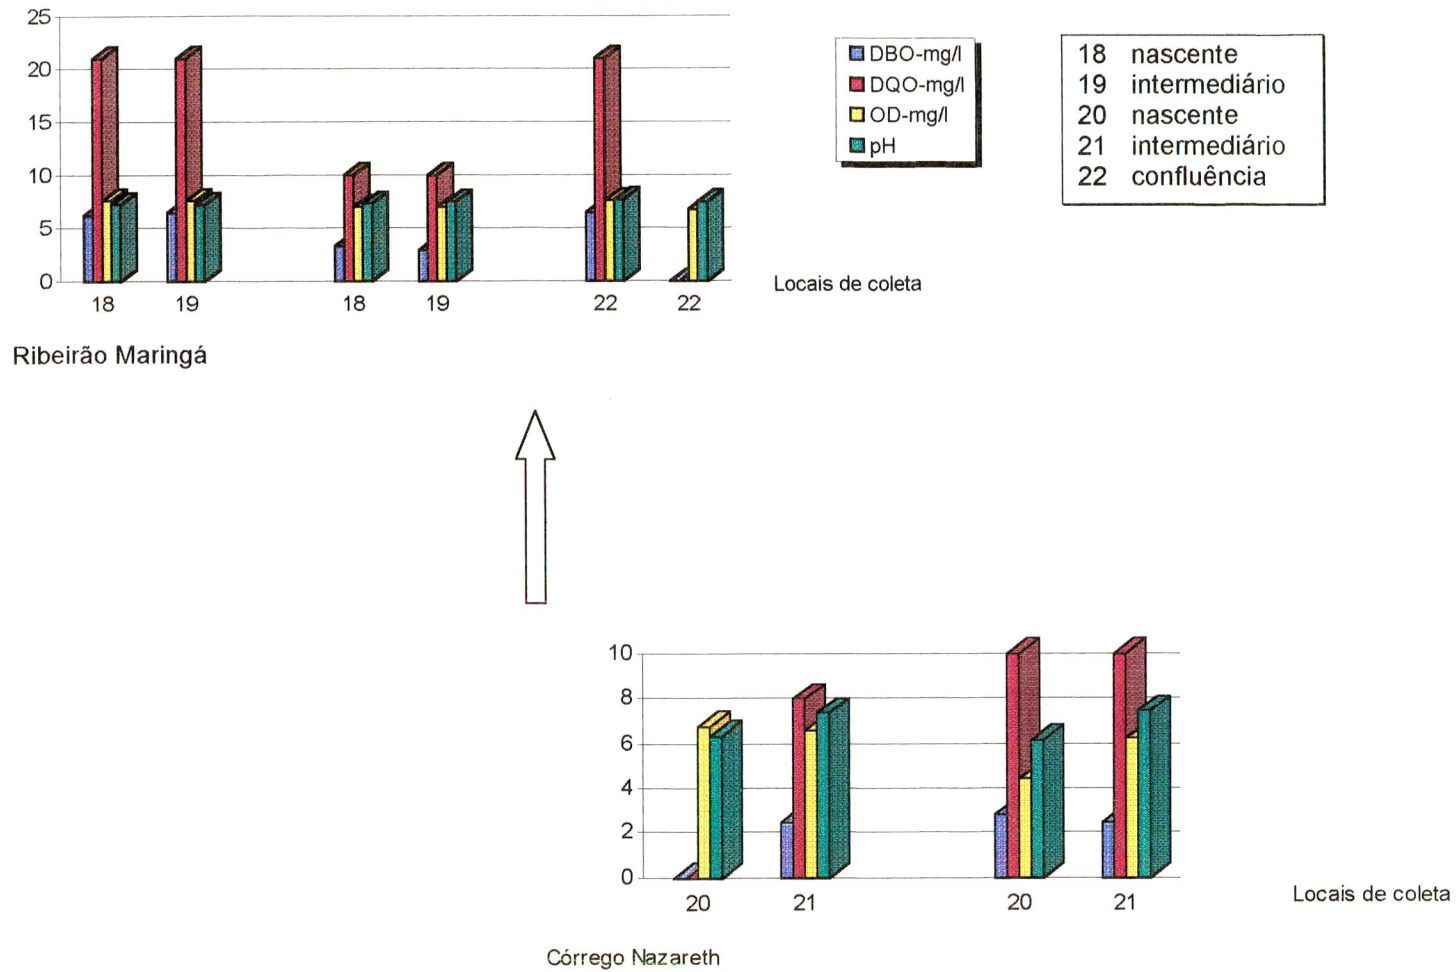 25
20
15
10
5
0
18 19 18 19 22 22
Locais de coleta
Ribeirão Maringá
DBO-mg/l
DQO-mg/l
OD-mg/l
pH
18 nascente
19 intermediário
20 nascente
21 intermediário
22 confluência
10
8
6
4
2
0
20 21 20 21
Locais de coleta
Córrego Nazareth